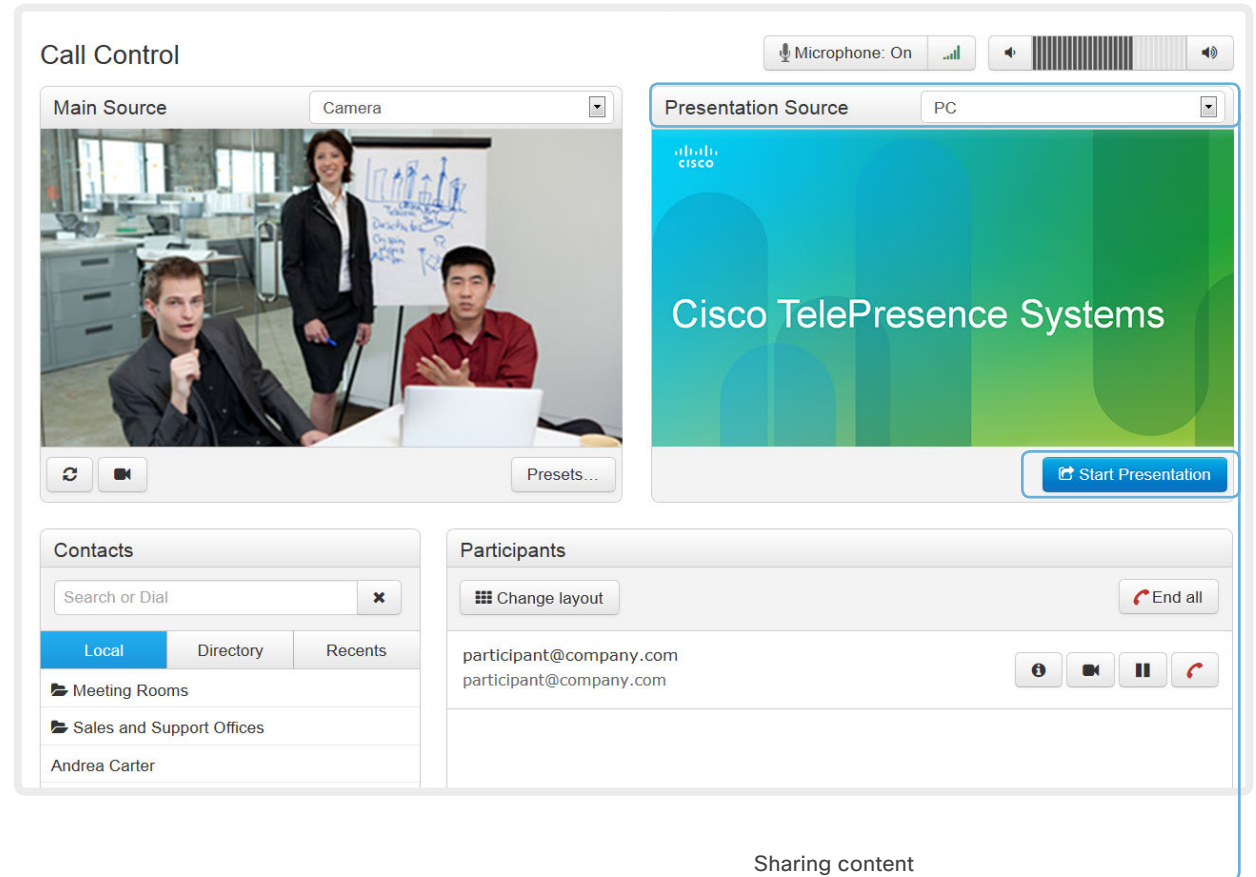 Call Control
Microphone: On
Main Source
Camera
Presentation Source
PC
CISCO
Cisco TelePresence Systems
Presets...
Start Presentation
Contacts
Search or Dial
Local Directory Recents
Meeting Rooms
Sales and Support Offices
Andrea Carter
Participants
Change layout
End all
participant@company.com
participant@company.com
Sharing content